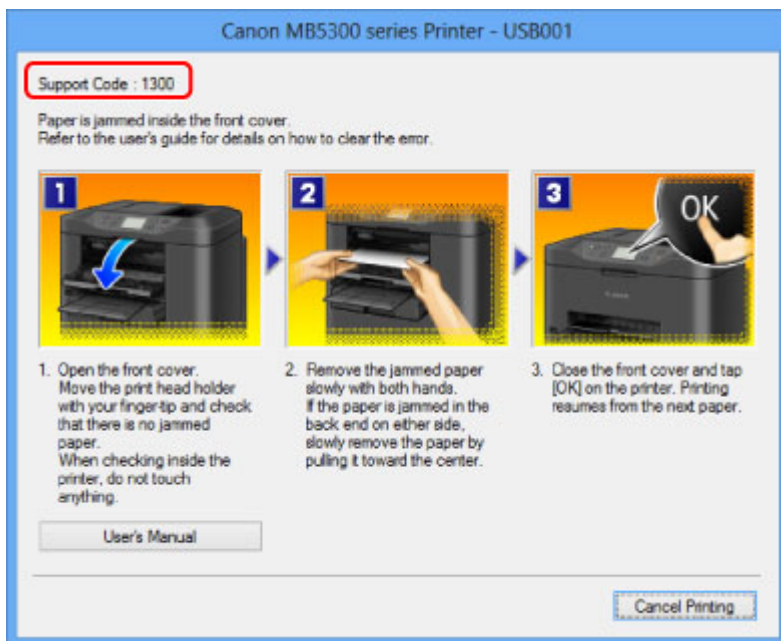 Canon MB5300 series Printer - USB001
Support Code : 1300
Paper is jammed inside the front cover.
Refer to the user's guide for details on how to clear the error.
1
2
3
OK
1. Open the front cover.
Move the print head holder
with your finger-tip and check
that there is no jammed
paper.
When checking inside the
printer, do not touch
anything.
2. Remove the jammed paper
slowly with both hands.
If the paper is jammed in the
back end on either side,
slowly remove the paper by
pulling it toward the center.
3. Close the front cover and tap
[OK] on the printer. Printing
resumes from the next paper.
User's Manual
Cancel Printing